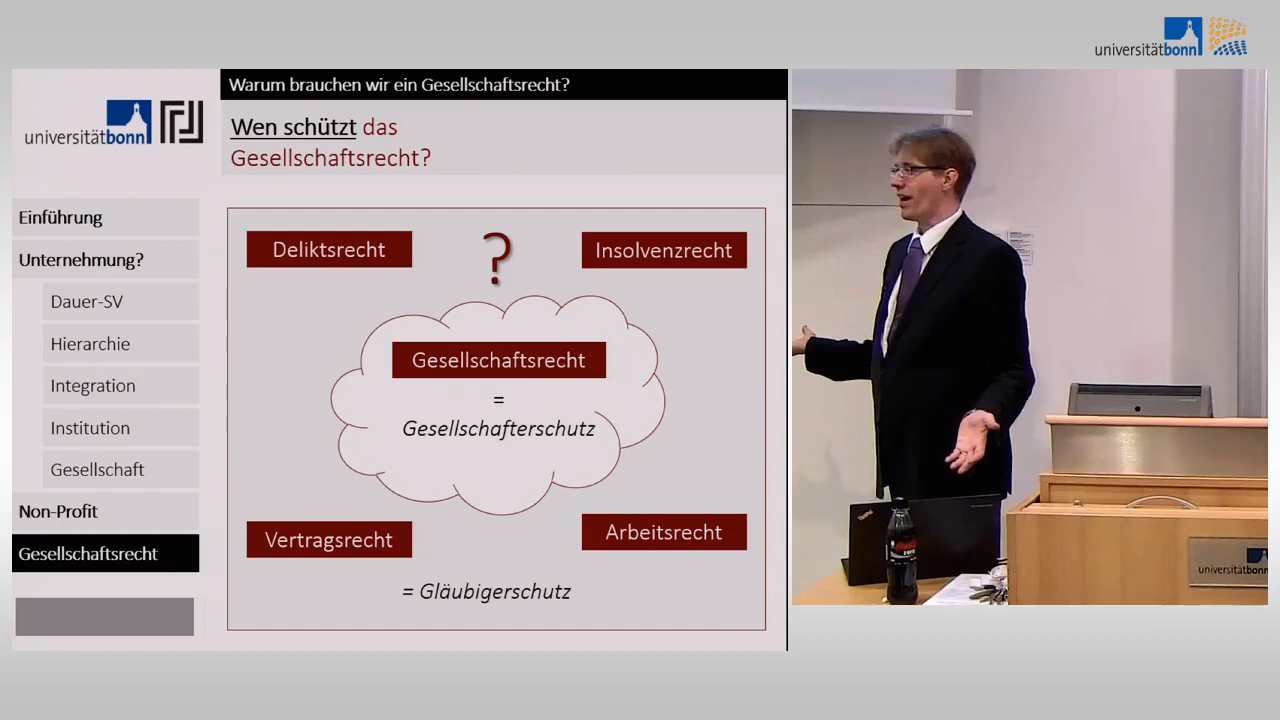 universitätbonn
Warum brauchen wir ein Gesellschaftsrecht?
universitätbonn
Wen schützt das
Gesellschaftsrecht?
Einführung
Unternehmung?
Dauer-SV
Hierarchie
Integration
Institution
Gesellschaft
Non-Profit
Gesellschaftsrecht
Deliktsrecht
?
Insolvenzrecht
Gesellschaftsrecht
=
Gesellschafterschutz
Vertragsrecht
Arbeitsrecht
= Gläubigerschutz
zero
universitätbonn